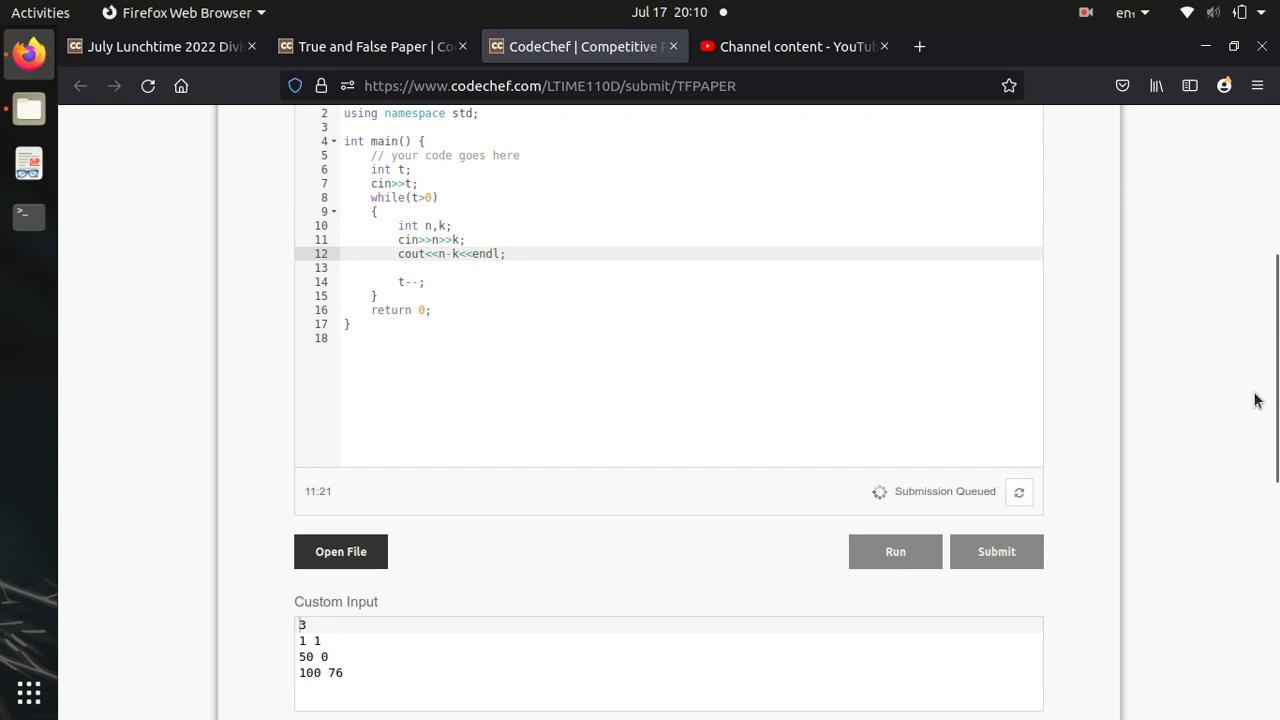 Activities Firefox Web Browser Jul 17 20:10 en₁
July Lunchtime 2022 Divi True and False Paper | Co CodeChef | Competitive P Channel content - YouTub
https://www.codechef.com/LTIME110D/submit/TFPAPER
2 using namespace std;
3
4 int main() {
5 // your code goes here
6 int t;
7 cin>>t;
8 while(t>0)
9 {
10 int n,k;
11 cin>>n>>k;
12 cout<<n-k<<endl;
13
14 t--;
15 }
16 return 0;
17 }
18
11:21 Submission Queued
Open File Run Submit
Custom Input
3
1 1
50 0
100 76